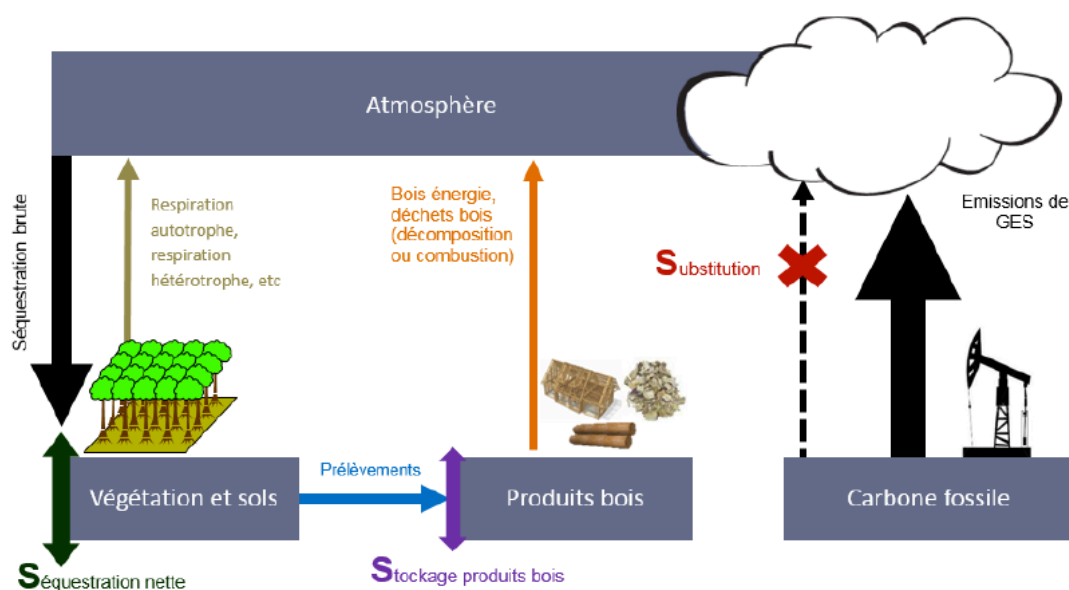 Atmosphère
Séquestration brute
Respiration
autotrophe,
respiration
hétérotrophe, etc
Bois énergie,
déchets bois
(décomposition
ou combustion)
Substitution
Emissions de
GES
Végétation et sols
Prélèvements
Produits bois
Carbone fossile
Séquestration nette
Stockage produits bois